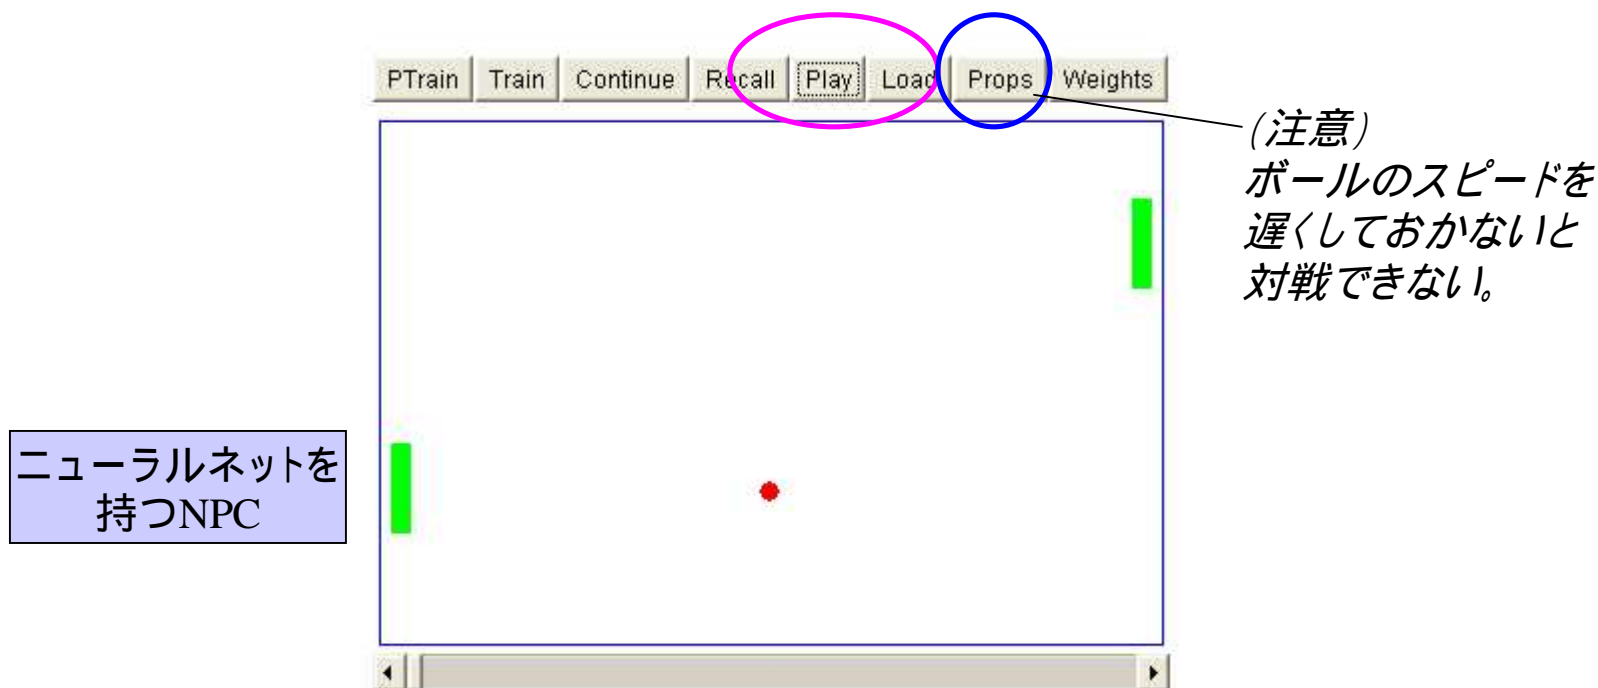 PTrain Train Continue Recall Play Load Props Weights
(注意)
ボールのスピードを
遅くしておかないと
対戦できない。
ニューラルネットを
持つNPC